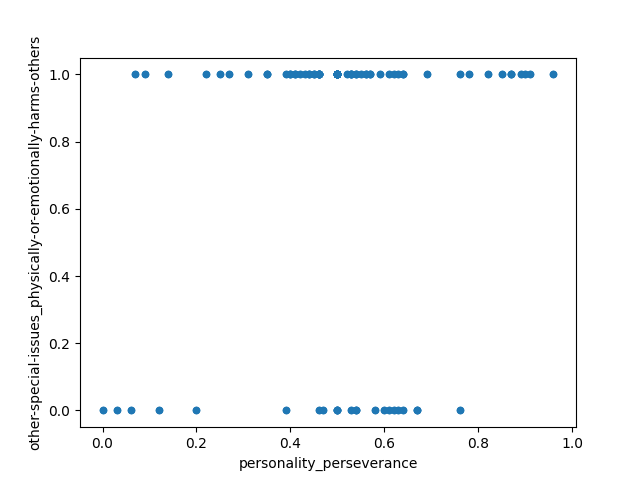 other-special-issues_physically-or-emotionally-harms-others
1.0
0.8
0.6
0.4
0.2
0.0
0.0 0.2 0.4 0.6 0.8 1.0
personality_perseverance